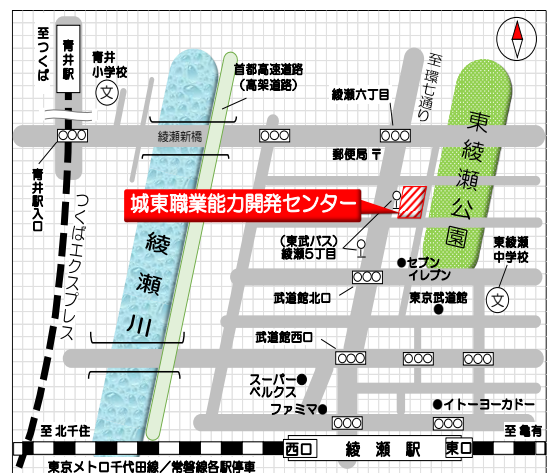 至つくば
青井駅
青井
小学校
文
首都高速道路
(高架道路)
至 環七通り
綾瀬六丁目
綾瀬新橋
郵便局 〒
東綾瀬公園
青井駅入口
つくばエクスプレス
城東職業能力開発センター
綾瀬川
(東武バス)
綾瀬5丁目
セブン
イレブン
東綾瀬
中学校
文
武道館北口
東京武道館
武道館西口
スーパー
ベルクス
ファミマ
イトーヨーカドー
至 北千住
至 亀有
西口
綾瀬駅
東口
東京メトロ千代田線/常磐線各駅停車